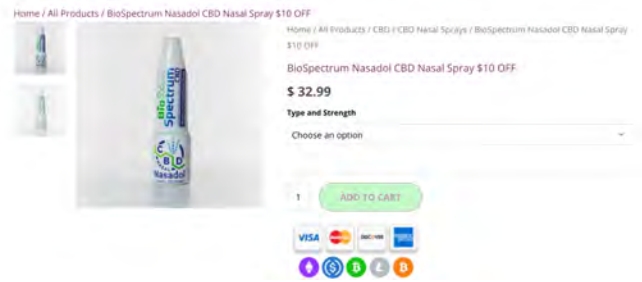 Home / All Products / BioSpectrum Nasadol CBD Nasal Spray $10 OFF
Home / All Products / CBD / CBD Nasal Sprays / BioSpectrum Nasadol CBD Nasal Spray
$10 OFF
BioSpectrum Nasadol CBD Nasal Spray $10 OFF
$ 32.99
Type and Strength
Choose an option
1
ADD TO CART
Bio
Spectrum
CBD
CBD
Nasadol
VISA
DISCOVER